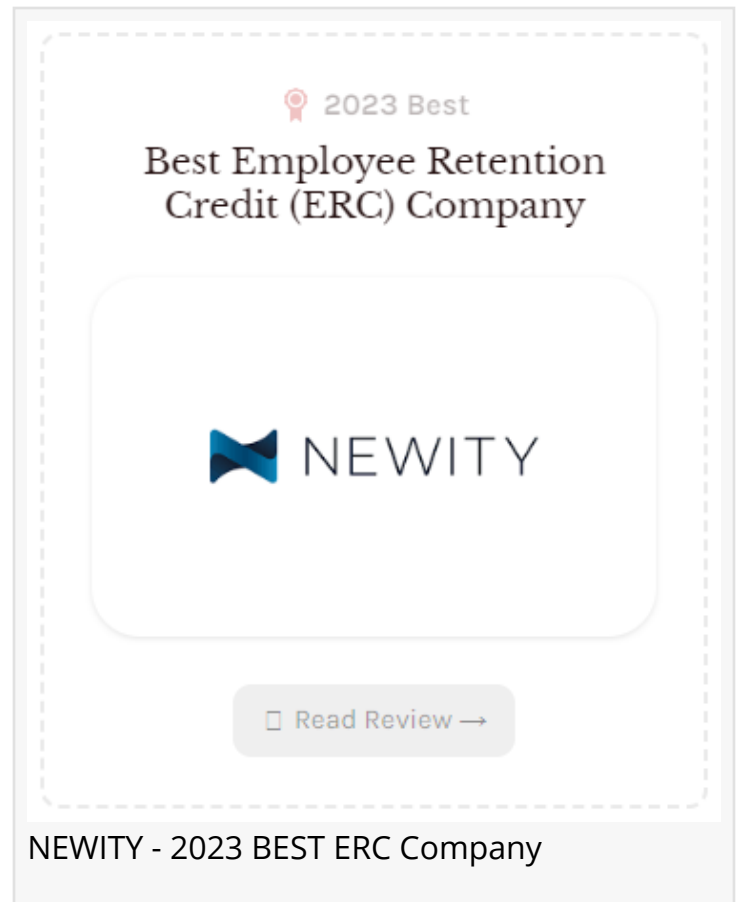 2023 Best
Best Employee Retention
Credit (ERC) Company
NEWITY
Read Review →
NEWITY - 2023 BEST ERC Company